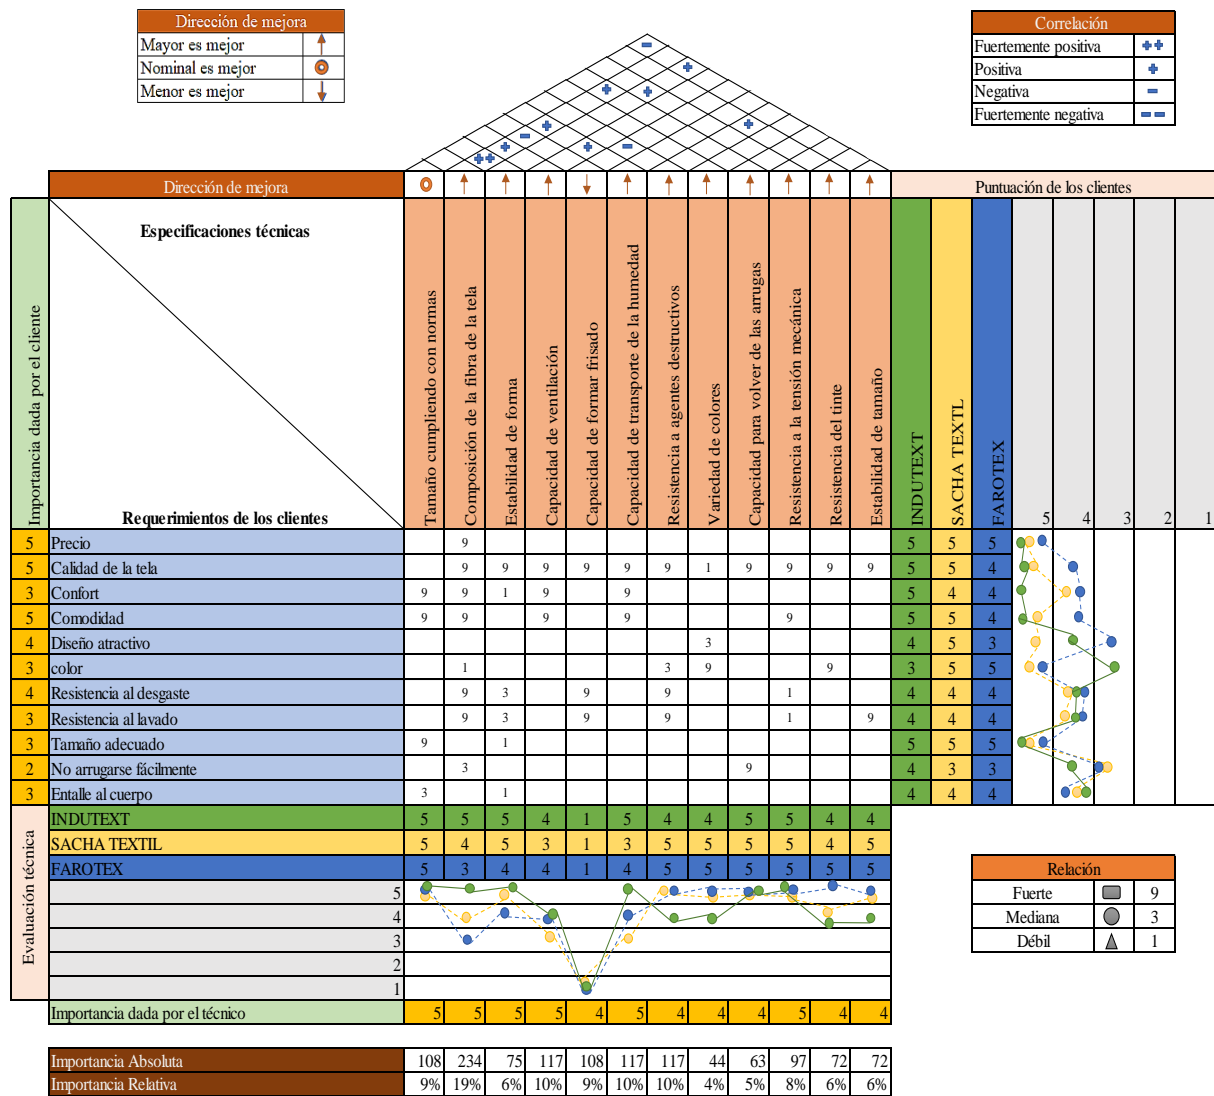 Dirección de mejora
Mayor es mejor
Nominal es mejor
Menor es mejor
Correlación
Fuertemente positiva
Positiva
Negativa
Fuertemente negativa
Dirección de mejora
Puntuación de los clientes
Importancia dada por el cliente
Especificaciones técnicas
Requerimientos de los clientes
Tamaño cumpliendo con normas
Composición de la fibra de la tela
Estabilidad de forma
Capacidad de ventilación
Capacidad de formar frisado
Capacidad de transporte de la humedad
Resistencia a agentes destructivos
Variedad de colores
Capacidad para volver de las arrugas
Resistencia a la tensión mecánica
Resistencia del tinte
Estabilidad de tamaño
INDUTEXT
SACHA TEXTL
FAROTEX
5 4 3 2 1
5 Precio 9 5 5 5
5 Calidad de la tela 9 9 9 9 9 9 1 9 9 9 9 5 5 4
3 Confort 9 9 1 9 9 5 4 4
5 Comodidad 9 9 9 9 9 5 5 4
4 Diseño atractivo 3 4 5 3
3 color 1 3 9 9 3 5 5
4 Resistencia al desgaste 9 3 9 9 1 4 4 4
3 Resistencia al lavado 9 3 9 9 1 9 4 4 4
3 Tamaño adecuado 9 1 5 5 5
2 No arrugarse fácilmente 3 9 4 3 3
3 Entalle al cuerpo 3 1 4 4 4
Evaluación técnica
INDUTEXT 5 5 5 4 1 5 4 4 5 5 4 4
SACHA TEXTIL 5 4 5 3 1 3 5 5 5 5 4 5
FAROTEX 5 3 4 4 1 4 5 5 5 5 5 5
5
4
3
2
1
Importancia dada por el técnico 5 5 5 5 4 5 4 4 4 5 4 4
Relación
Fuerte 9
Mediana 3
Débil 1
Importancia Absoluta 108 234 75 117 108 117 117 44 63 97 72 72
Importancia Relativa 9% 19% 6% 10% 9% 10% 10% 4% 5% 8% 6% 6%